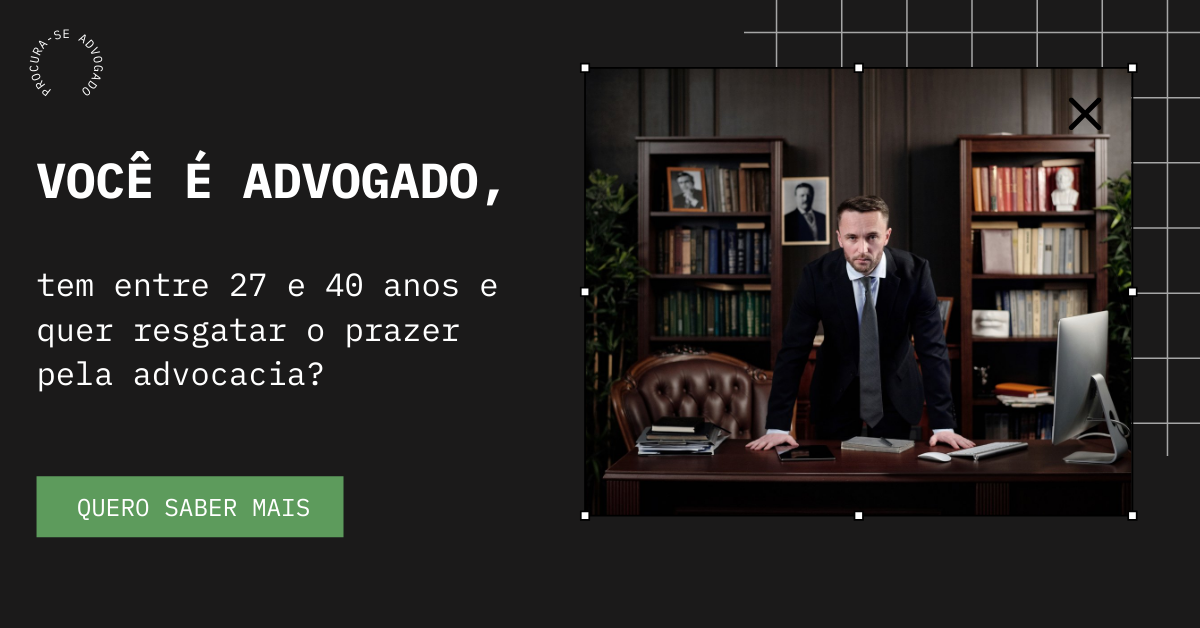 PROCURA-SE ADVOGADO
VOCÊ É ADVOGADO,
tem entre 27 e 40 anos e
quer resgatar o prazer
pela advocacia?
QUERO SABER MAIS